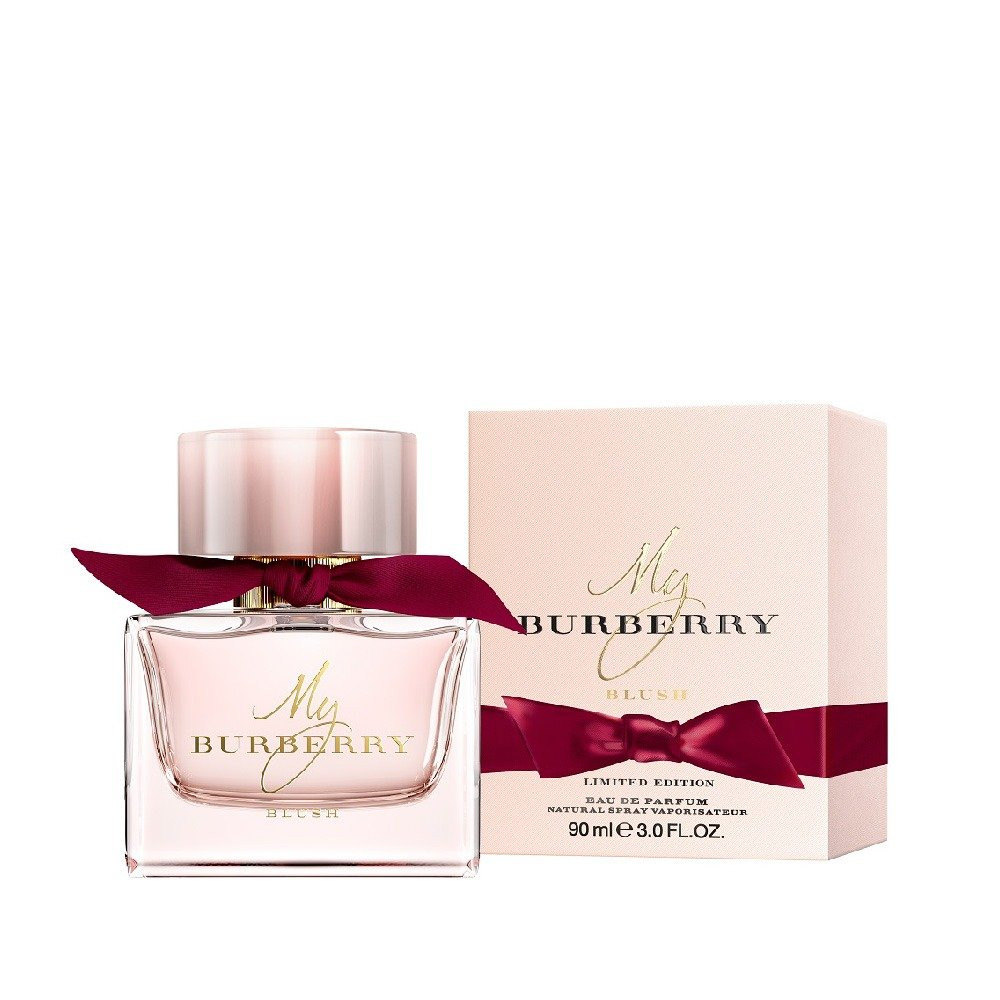 My
BURBERRY
BLUSH
My
BURBERRY
BLUSH
LIMITED EDITION
EAU DE PARFUM
NATURAL SPRAY VAPORISATEUR
90 ml e 3.0 FL.OZ.